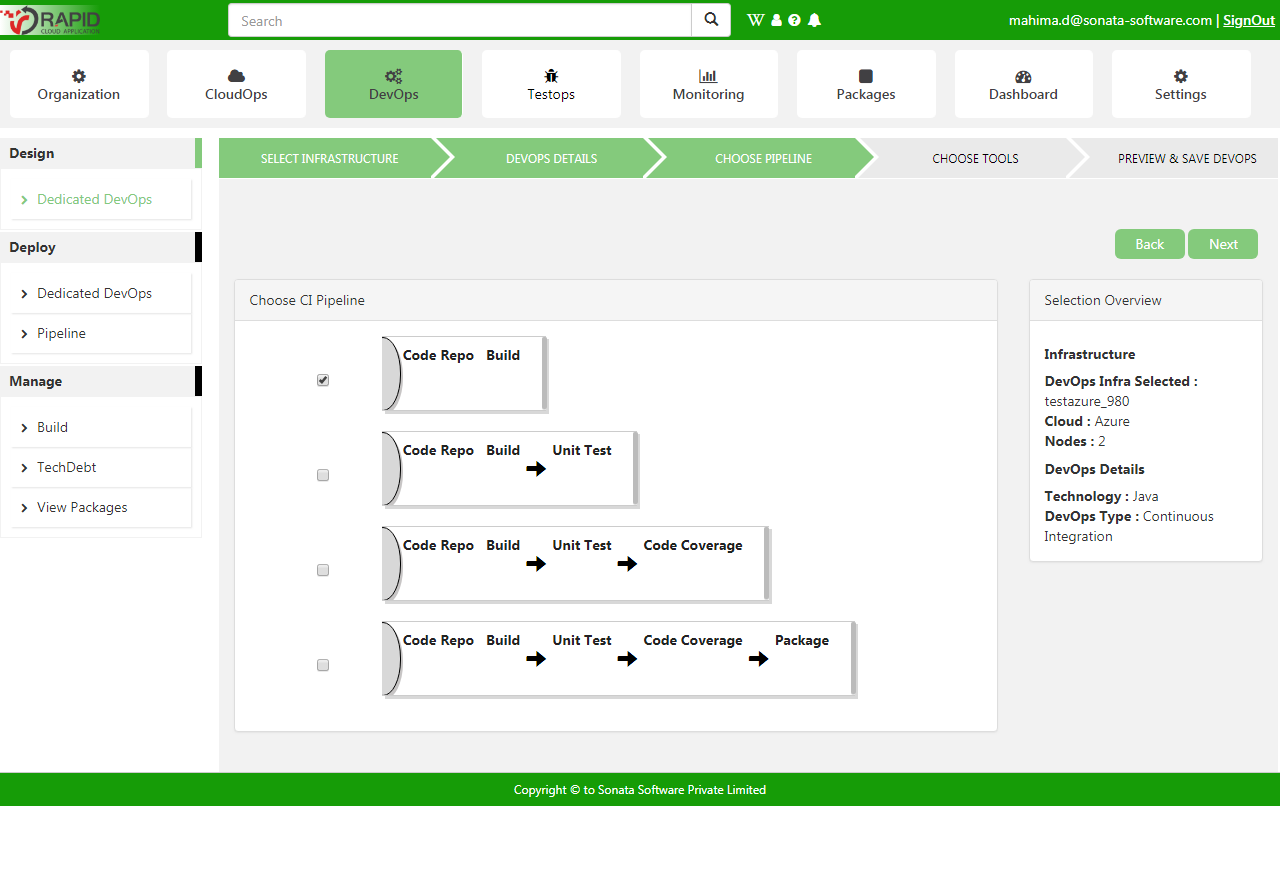 RAPID
CLOUD APPLICATION
Search
mahima.d@sonata-software.com | SignOut
Organization
CloudOps
DevOps
Testops
Monitoring
Packages
Dashboard
Settings
Design
Dedicated DevOps
Deploy
Dedicated DevOps
Pipeline
Manage
Build
TechDebt
View Packages
SELECT INFRASTRUCTURE
DEVOPS DETAILS
CHOOSE PIPELINE
CHOOSE TOOLS
PREVIEW & SAVE DEVOPS
Back
Next
Choose CI Pipeline
Code Repo Build
Code Repo Build Unit Test
Code Repo Build Unit Test Code Coverage
Code Repo Build Unit Test Code Coverage Package
Selection Overview
Infrastructure
DevOps Infra Selected :
testazure_980
Cloud : Azure
Nodes : 2
DevOps Details
Technology : Java
DevOps Type : Continuous
Integration
Copyright © to Sonata Software Private Limited